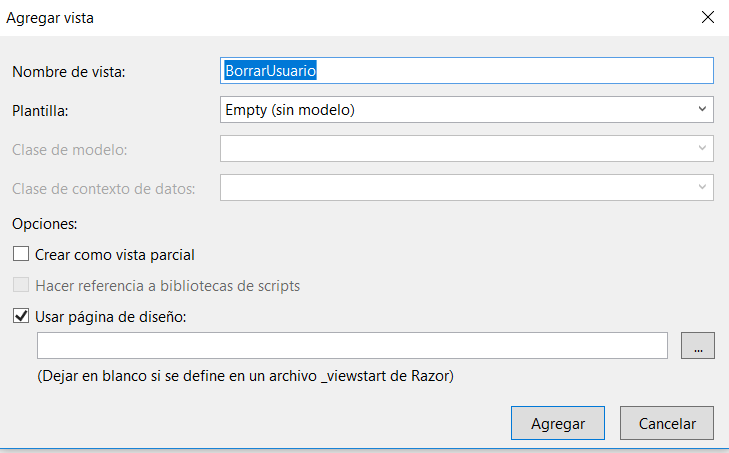 Agregar vista
Nombre de vista: BorrarUsuario
Plantilla: Empty (sin modelo)
Clase de modelo:
Clase de contexto de datos:
Opciones:
Crear como vista parcial
Hacer referencia a bibliotecas de scripts
Usar página de diseño:
...
(Dejar en blanco si se define en un archivo _viewstart de Razor)
Agregar Cancelar